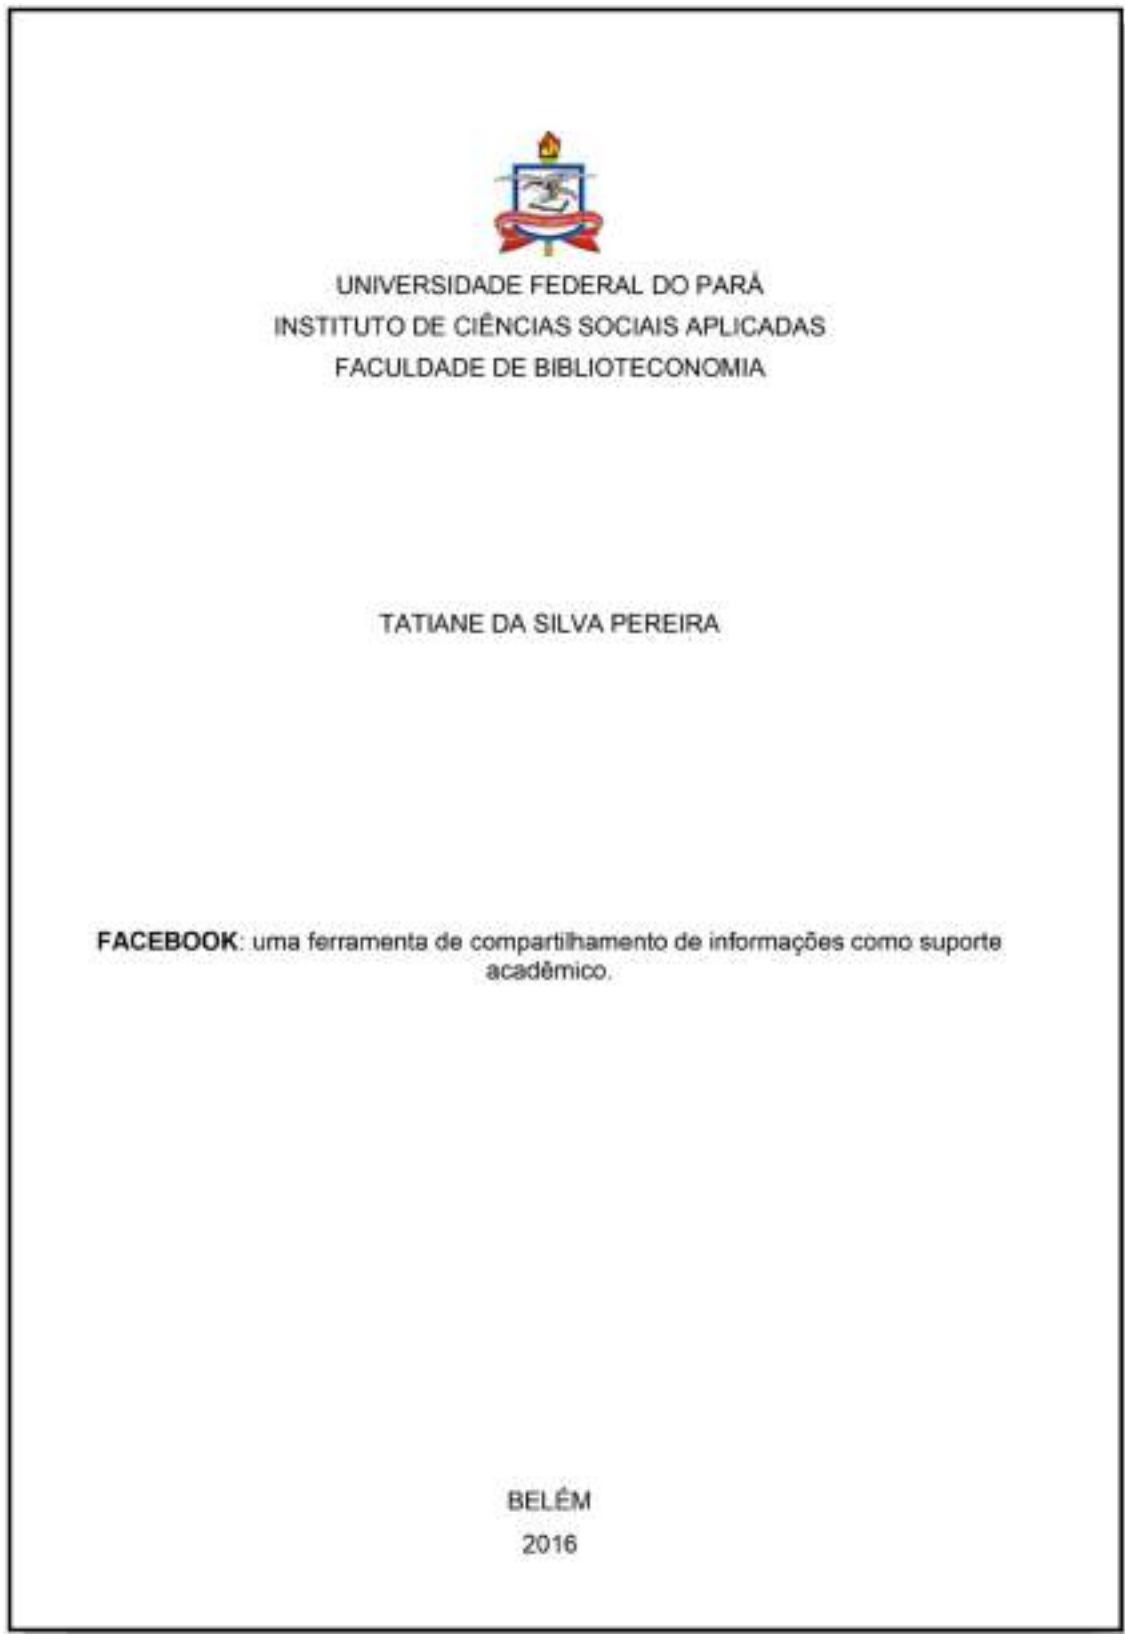 UNIVERSIDADE FEDERAL DO PARÁ
INSTITUTO DE CIÊNCIAS SOCIAIS APLICADAS
FACULDADE DE BIBLIOTECONOMIA
TATIANE DA SILVA PEREIRA
FACEBOOK: uma ferramenta de compartilhamento de informações como suporte
acadêmico.
BELÉM
2016